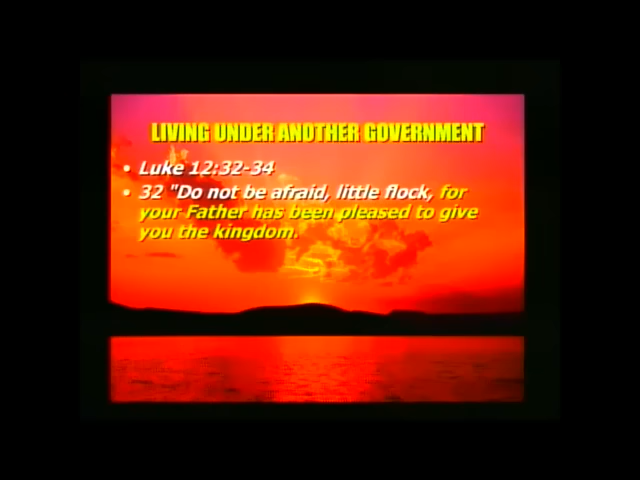 LIVING UNDER ANOTHER GOVERNMENT
• Luke 12:32-34
• 32 "Do not be afraid, little flock, for
your Father has been pleased to give
you the kingdom.